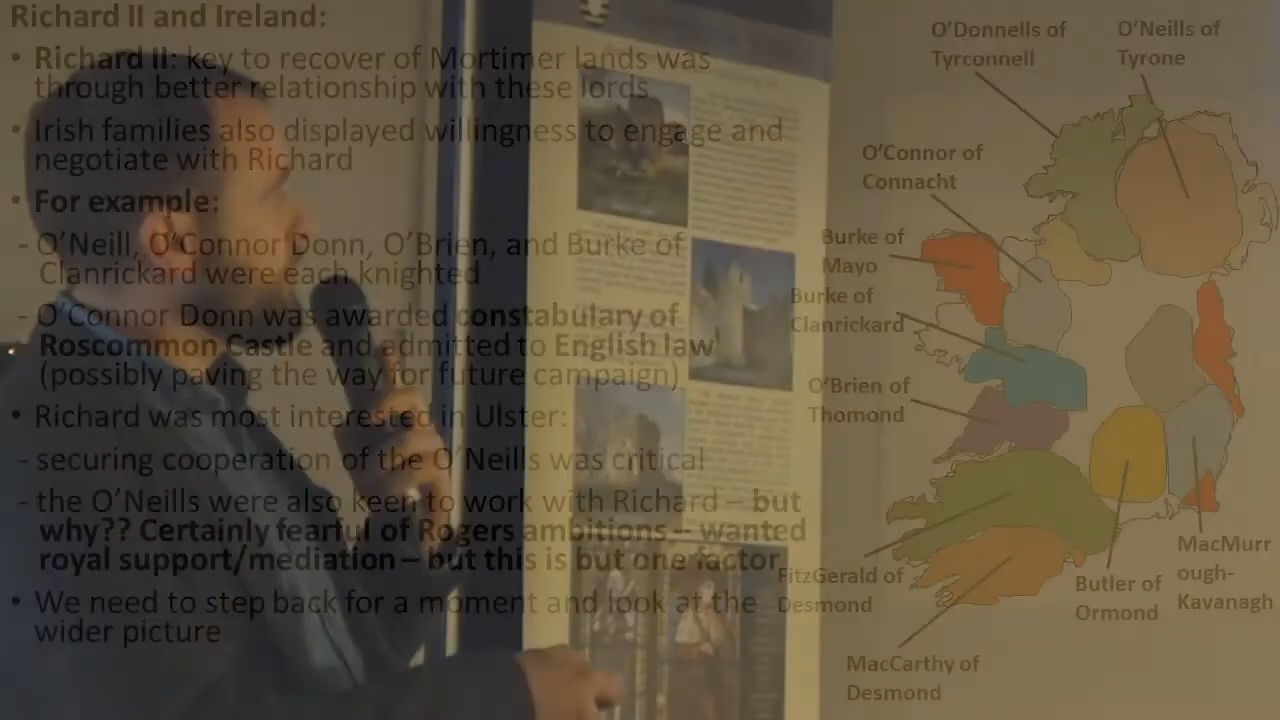 Richard II and Ireland:
• Richard II: key to recover of Mortimer lands was
through better relationship with these lords
• Irish families also displayed willingness to engage and
negotiate with Richard
• For example:
- O'Neill, O'Connor Donn, O'Brien, and Burke of
Clanrickard were each knighted
- O'Connor Donn was awarded constabulary of
Roscommon Castle and admitted to English law
(possibly paving the way for future campaign)
• Richard was most interested in Ulster:
- securing cooperation of the O'Neills was critical
- the O'Neills were also keen to work with Richard – but
why?? Certainly fearful of Rogers ambitions – wanted
royal support/mediation – but this is but one factor
• We need to step back for a moment and look at the
wider picture
O'Donnells of
Tyrconnell
O'Neills of
Tyrone
O'Connor of
Connacht
Burke of
Mayo
Burke of
Clanrickard
O'Brien of
Thomond
FitzGerald of
Desmond
MacCarthy of
Desmond
Butler of
Ormond
MacMurr
ough-
Kavanagh